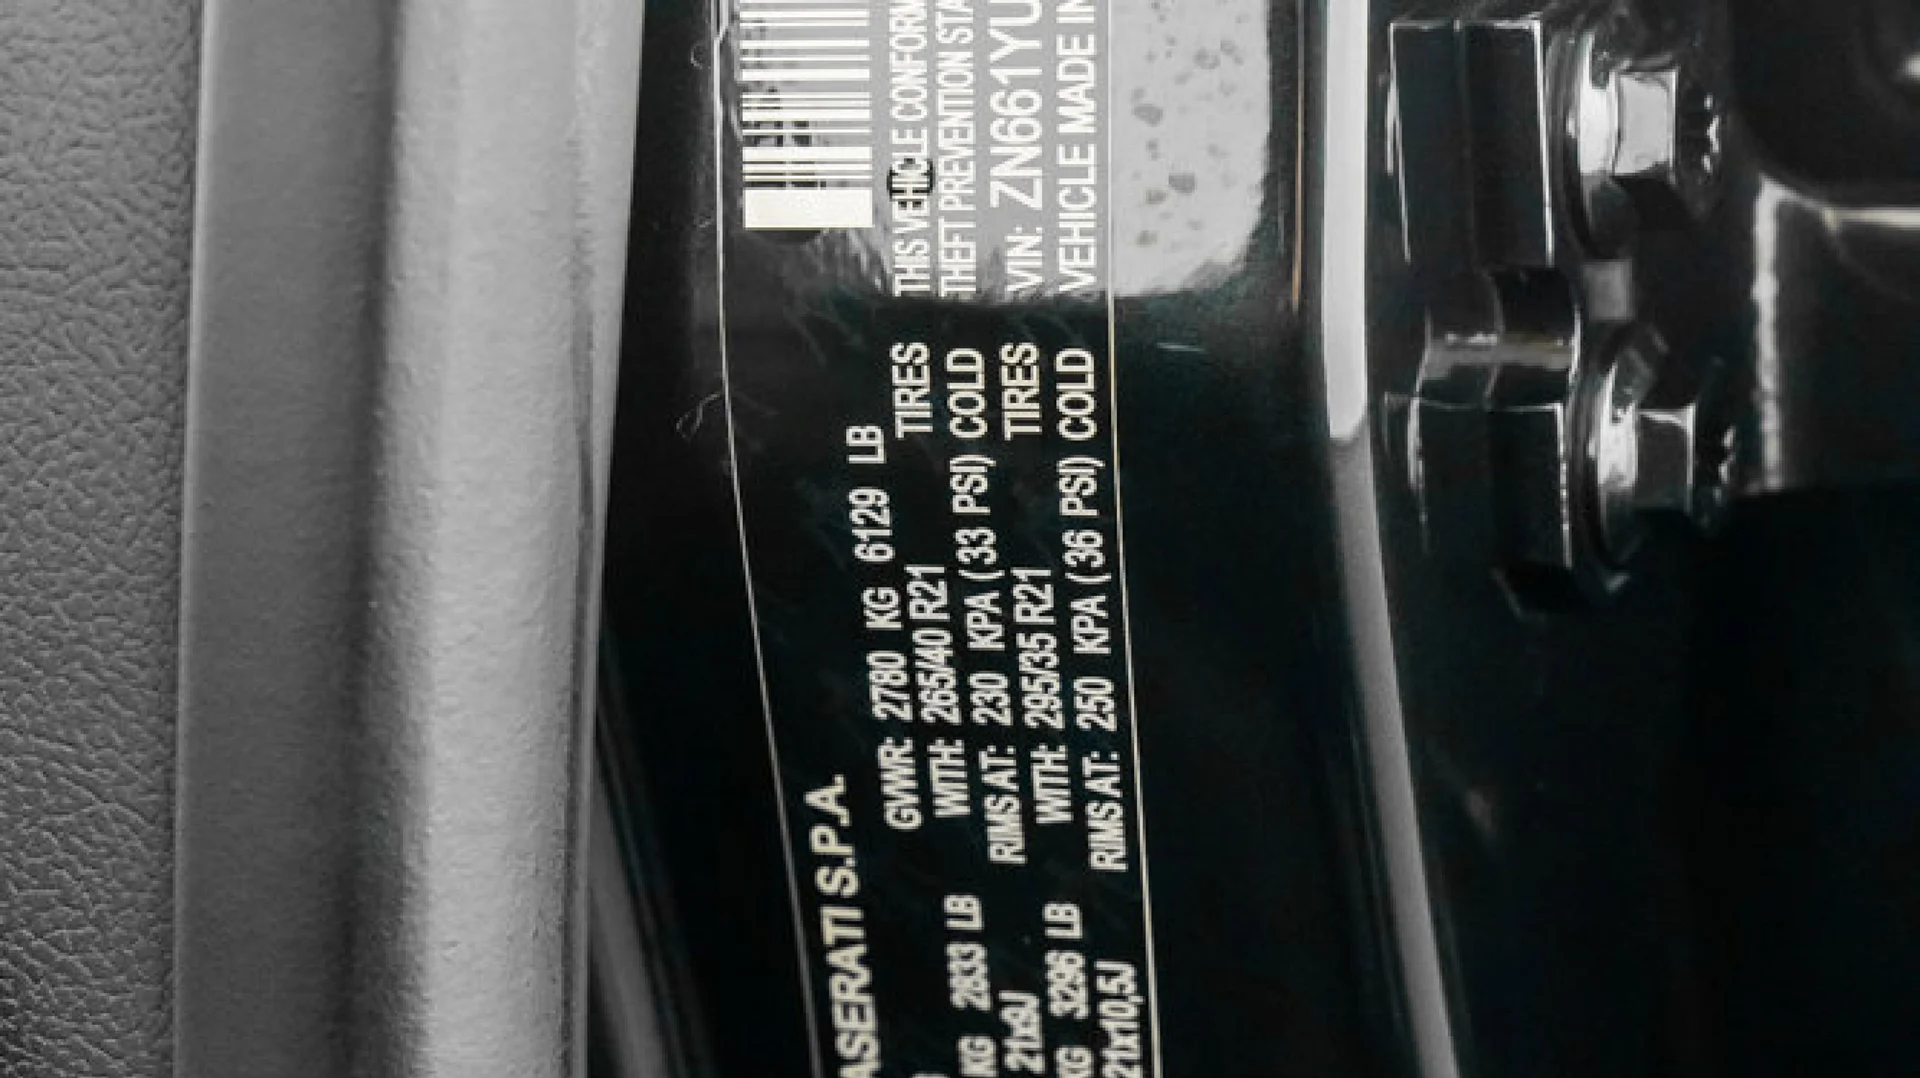 ASERATI S.P.A.
GVWR: 2780 KG 6129 LB
KG 2833 LB WITH: 265/40 R21 TIRES
21x9J RIMS AT: 230 KPA (33 PSI) COLD
KG 3296 LB WITH: 295/35 R21 TIRES
21x10,5J RIMS AT: 250 KPA (36 PSI) COLD
THIS VEHICLE CONFORM
THEFT PREVENTION STA
VIN: ZN661YU
VEHICLE MADE IN